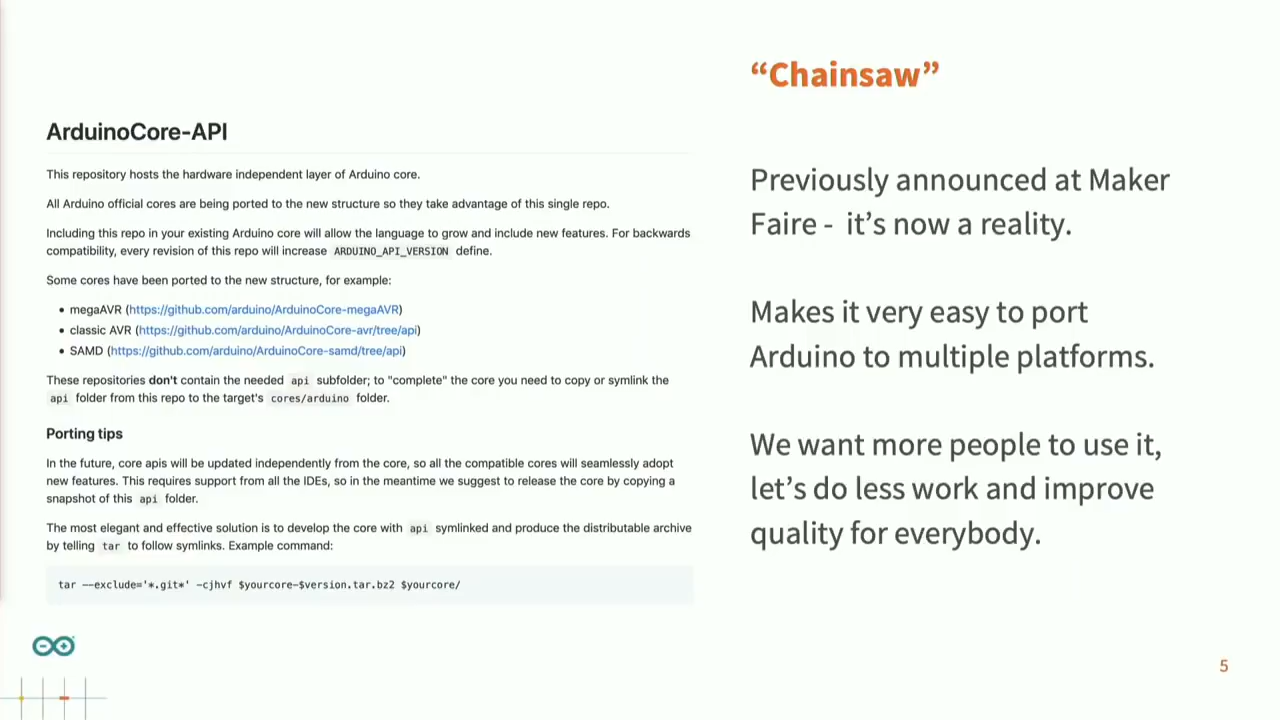 ArduinoCore-API
This repository hosts the hardware independent layer of Arduino core.
All Arduino official cores are being ported to the new structure so they take advantage of this single repo.
Including this repo in your existing Arduino core will allow the language to grow and include new features. For backwards
compatibility, every revision of this repo will increase ARDUINO_API_VERSION define.
Some cores have been ported to the new structure, for example:
• megaAVR (https://github.com/arduino/ArduinoCore-megaAVR)
• classic AVR (https://github.com/arduino/ArduinoCore-avr/tree/api)
• SAMD (https://github.com/arduino/ArduinoCore-samd/tree/api)
These repositories don't contain the needed api subfolder; to "complete" the core you need to copy or symlink the
api folder from this repo to the target's cores/arduino folder.
Porting tips
In the future, core apis will be updated independently from the core, so all the compatible cores will seamlessly adopt
new features. This requires support from all the IDEs, so in the meantime we suggest to release the core by copying a
snapshot of this api folder.
The most elegant and effective solution is to develop the core with api symlinked and produce the distributable archive
by telling tar to follow symlinks. Example command:
tar --exclude='*.git*' -cjhvf $yourcore-$version.tar.bz2 $yourcore/
“Chainsaw”
Previously announced at Maker
Faire - it’s now a reality.
Makes it very easy to port
Arduino to multiple platforms.
We want more people to use it,
let’s do less work and improve
quality for everybody.
5